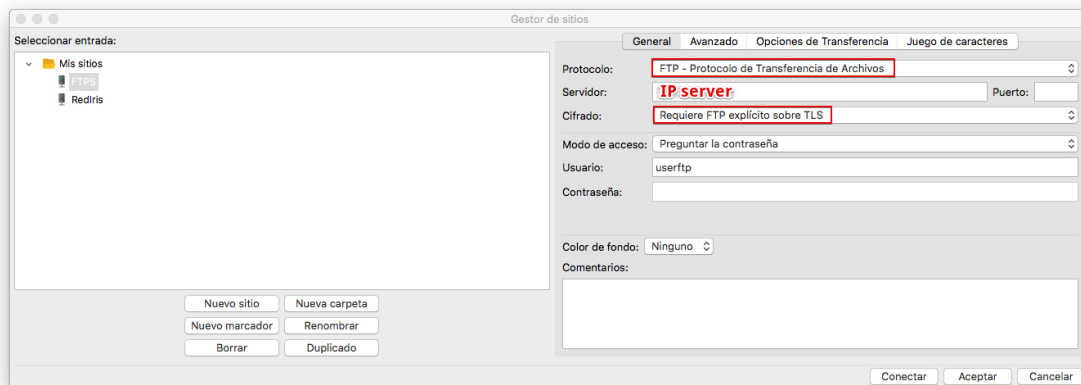 Gestor de sitios
Seleccionar entrada:
Mis sitios
FTPS
RedIris
Nuevo sitio Nueva carpeta
Nuevo marcador Renombrar
Borrar Duplicado
General Avanzado Opciones de Transferencia Juego de caracteres
Protocolo: FTP - Protocolo de Transferencia de Archivos
Servidor: IP server Puerto:
Cifrado: Requiere FTP explícito sobre TLS
Modo de acceso: Preguntar la contraseña
Usuario: userftp
Contraseña:
Color de fondo: Ninguno
Comentarios:
Conectar Aceptar Cancelar